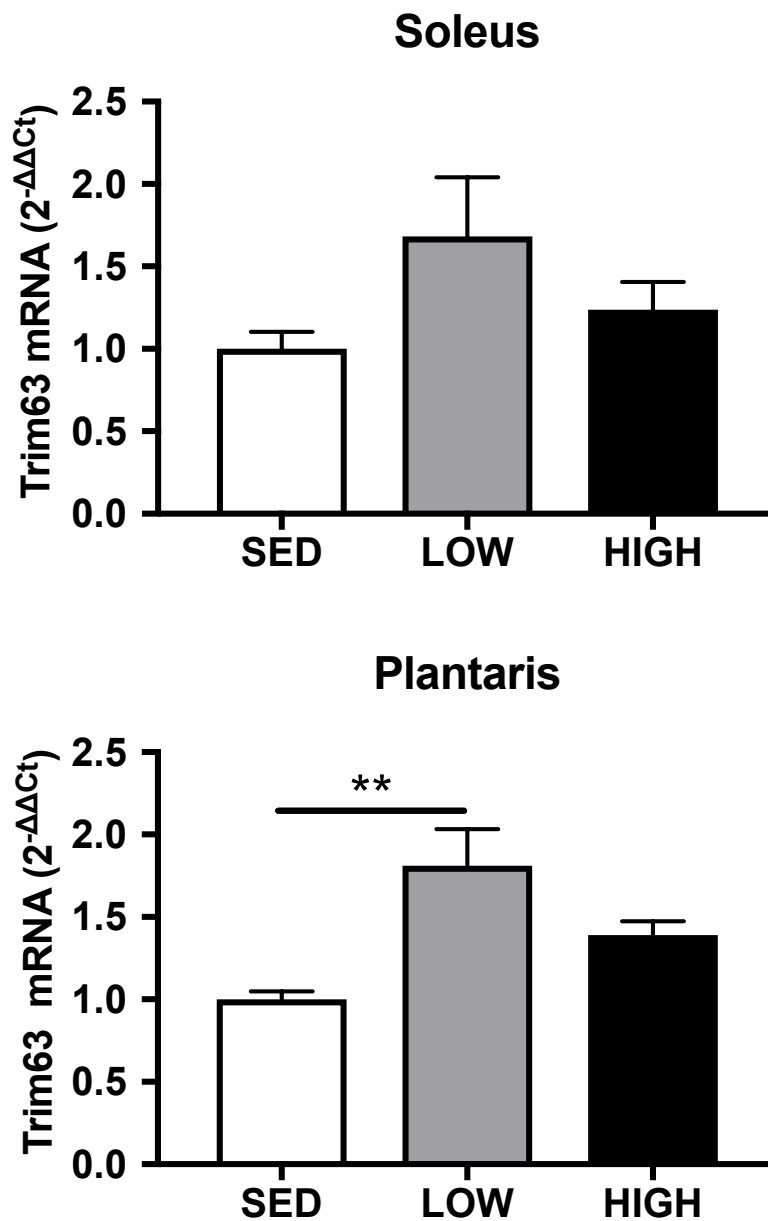 Soleus
Trim63 mRNA (2-ΔΔCt)
2.5
2.0
1.5
1.0
0.5
0.0
SED LOW HIGH
Plantaris
Trim63 mRNA (2-ΔΔCt)
2.5
**
2.0
1.5
1.0
0.5
0.0
SED LOW HIGH